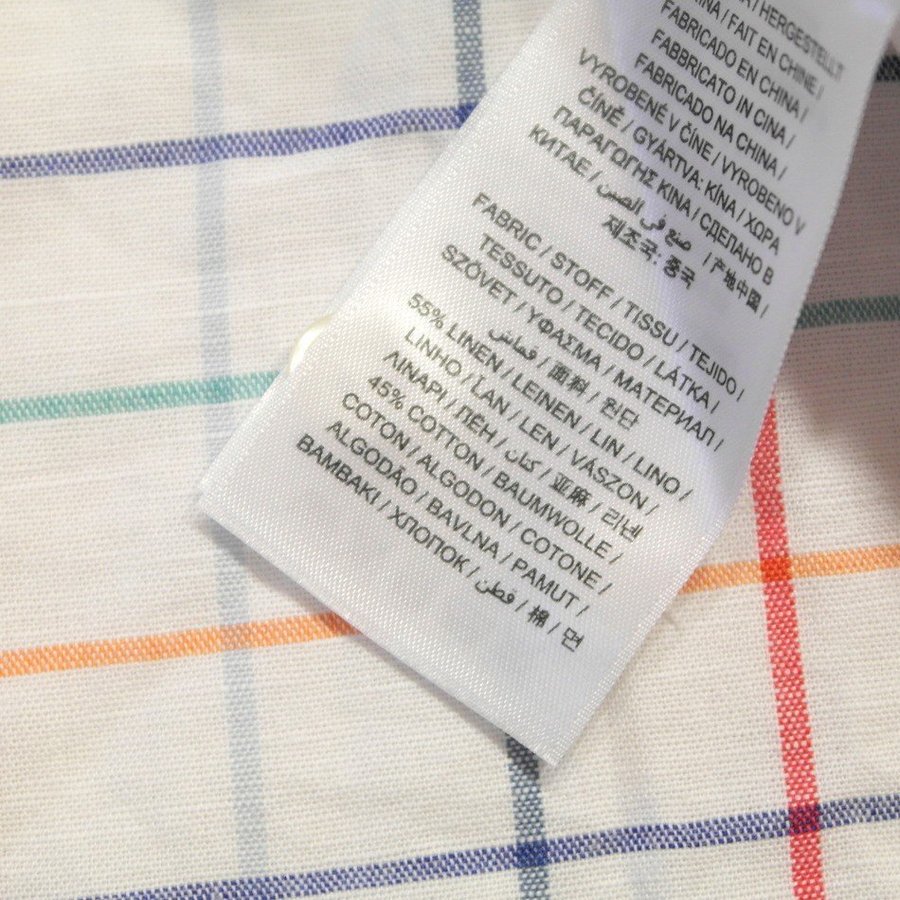 / HERGESTELLT
/ FAIT EN CHINE /
FABRICADO EN CHINA /
FABBRICATO IN CINA /
FABRICADO NA CHINA /
VYROBENÉ V ČÍNE / VYROBENO V
ČÍNĚ / GYÁRTVA: KÍNA / ΧΩΡΑ
ΠΑΡΑΓΩΓΗΣ ΚΙΝΑ / СДЕЛАНО В
КИТАЕ / صنع في الصين / 产地中国 /
제조국: 중국
FABRIC / STOFF / TISSU / TEJIDO /
TESSUTO / TECIDO / LÁTKA /
SZÖVET / ΥΦΑΣΜΑ / МАТЕРИАЛ /
قماش / 面料 / 원단
55% LINEN / LEINEN / LIN / LINO /
LINHO / ĽAN / LEN / VÁSZON /
ΛΙΝΑΡΙ / ЛЁН / كتان / 亚麻 / 리넨
45% COTTON / BAUMWOLLE /
COTON / ALGODON / COTONE /
ALGODÃO / BAVLNA / PAMUT /
ΒΑΜΒΑΚΙ / ХЛОПОК / قطن / 棉 / 면